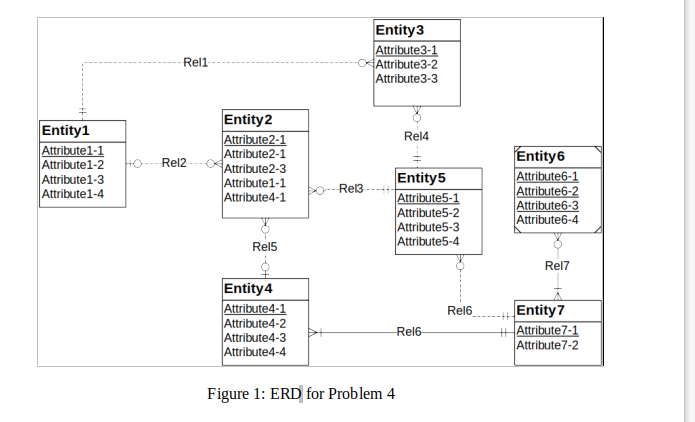 Entity3
Attribute3-1
Attribute3-2
Attribute3-3
Rel1
Entity1
Attribute1-1
Attribute1-2
Attribute1-3
Attribute1-4
Rel2
Entity2
Attribute2-1
Attribute2-1
Attribute2-3
Attribute1-1
Attribute4-1
Rel4
Rel3
Entity5
Attribute5-1
Attribute5-2
Attribute5-3
Attribute5-4
Entity6
Attribute6-1
Attribute6-2
Attribute6-3
Attribute6-4
Rel5
Rel7
Entity4
Attribute4-1
Attribute4-2
Attribute4-3
Attribute4-4
Rel6
Rel6
Entity7
Attribute7-1
Attribute7-2
Figure 1: ERD for Problem 4